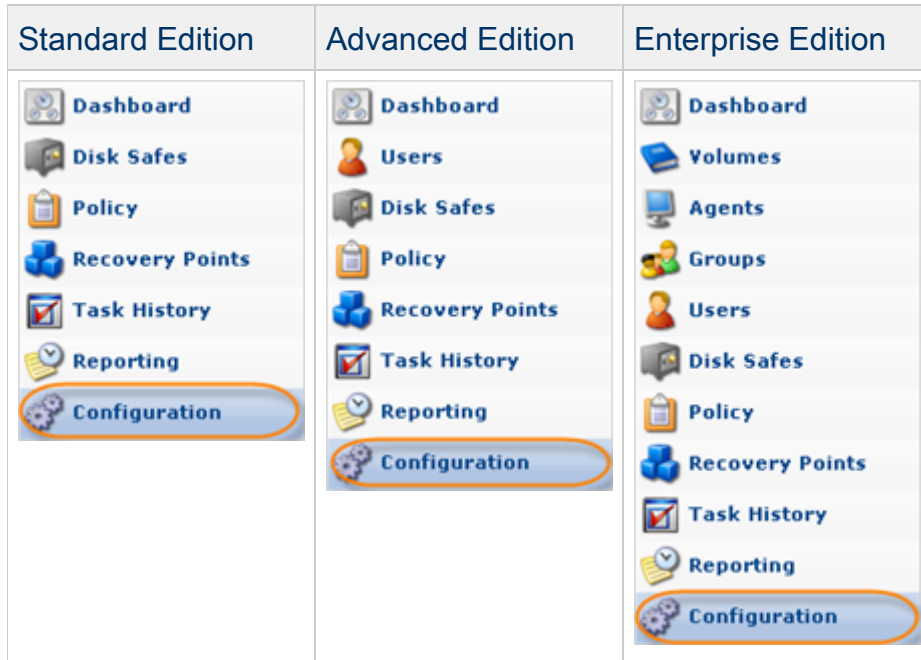 Standard Edition
Advanced Edition
Enterprise Edition
Dashboard
Disk Safes
Policy
Recovery Points
Task History
Reporting
Configuration
Dashboard
Users
Disk Safes
Policy
Recovery Points
Task History
Reporting
Configuration
Dashboard
Volumes
Agents
Groups
Users
Disk Safes
Policy
Recovery Points
Task History
Reporting
Configuration